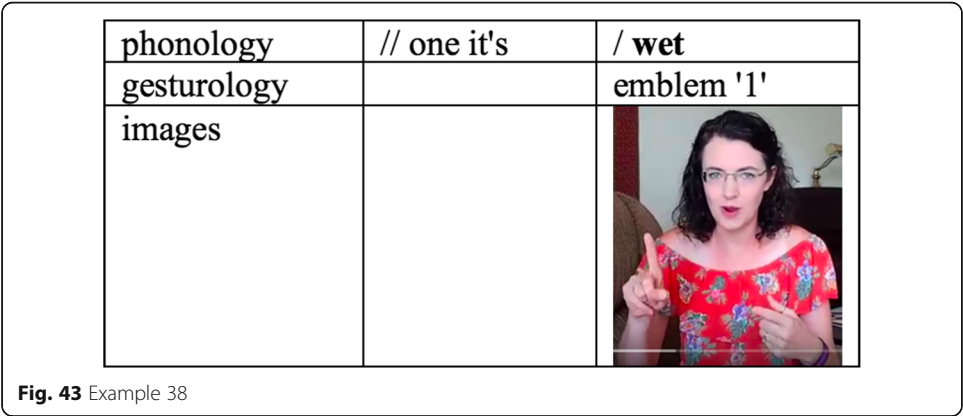 phonology // one it's / wet
gesturology emblem '1'
images
Fig. 43 Example 38